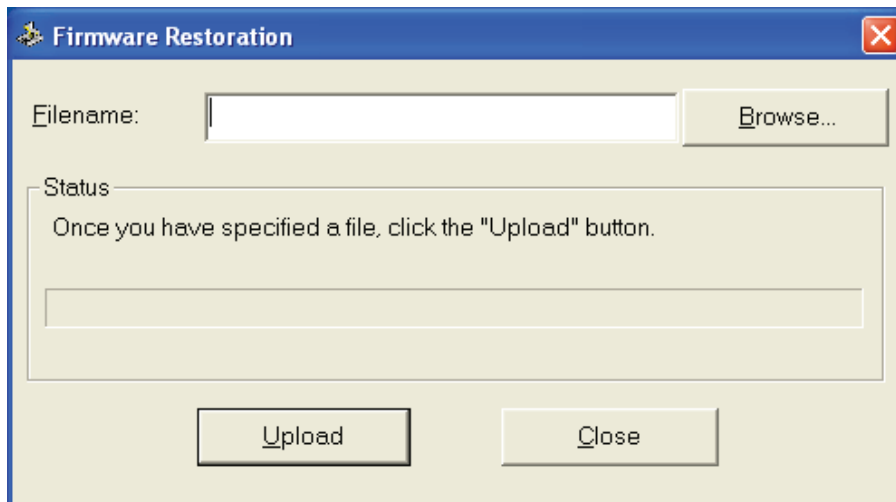 Firmware Restoration
Filename:
Browse...
Status
Once you have specified a file, click the "Upload" button.
Upload
Close